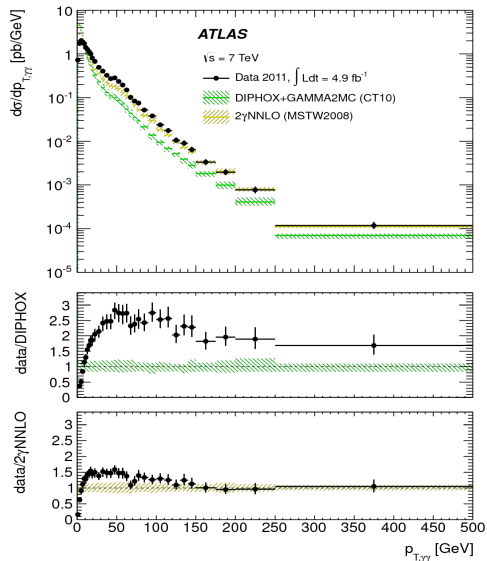 dσ/dp_T,γγ [pb/GeV]
10
1
10⁻¹
10⁻²
10⁻³
10⁻⁴
10⁻⁵
ATLAS
√s = 7 TeV
Data 2011, ∫ Ldt = 4.9 fb⁻¹
DIPHOX+GAMMA2MC (CT10)
2γNNLO (MSTW2008)
data/DIPHOX
3
2.5
2
1.5
1
0.5
0
data/2γNNLO
3
2.5
2
1.5
1
0.5
0
0 50 100 150 200 250 300 350 400 450 500
p_T,γγ [GeV]